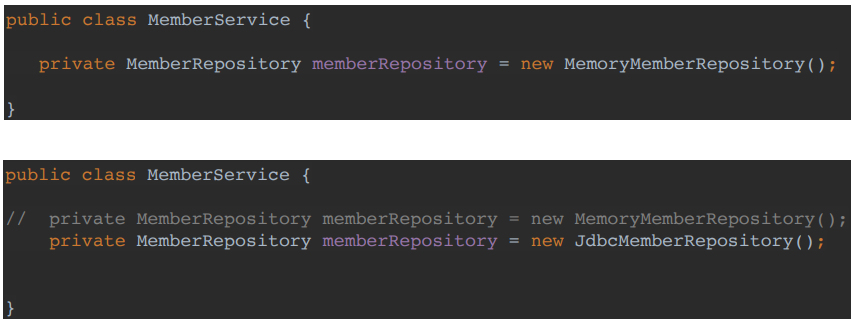 public class MemberService {
private MemberRepository memberRepository = new MemoryMemberRepository();
}
public class MemberService {
//  private MemberRepository memberRepository = new MemoryMemberRepository();
private MemberRepository memberRepository = new JdbcMemberRepository();
}